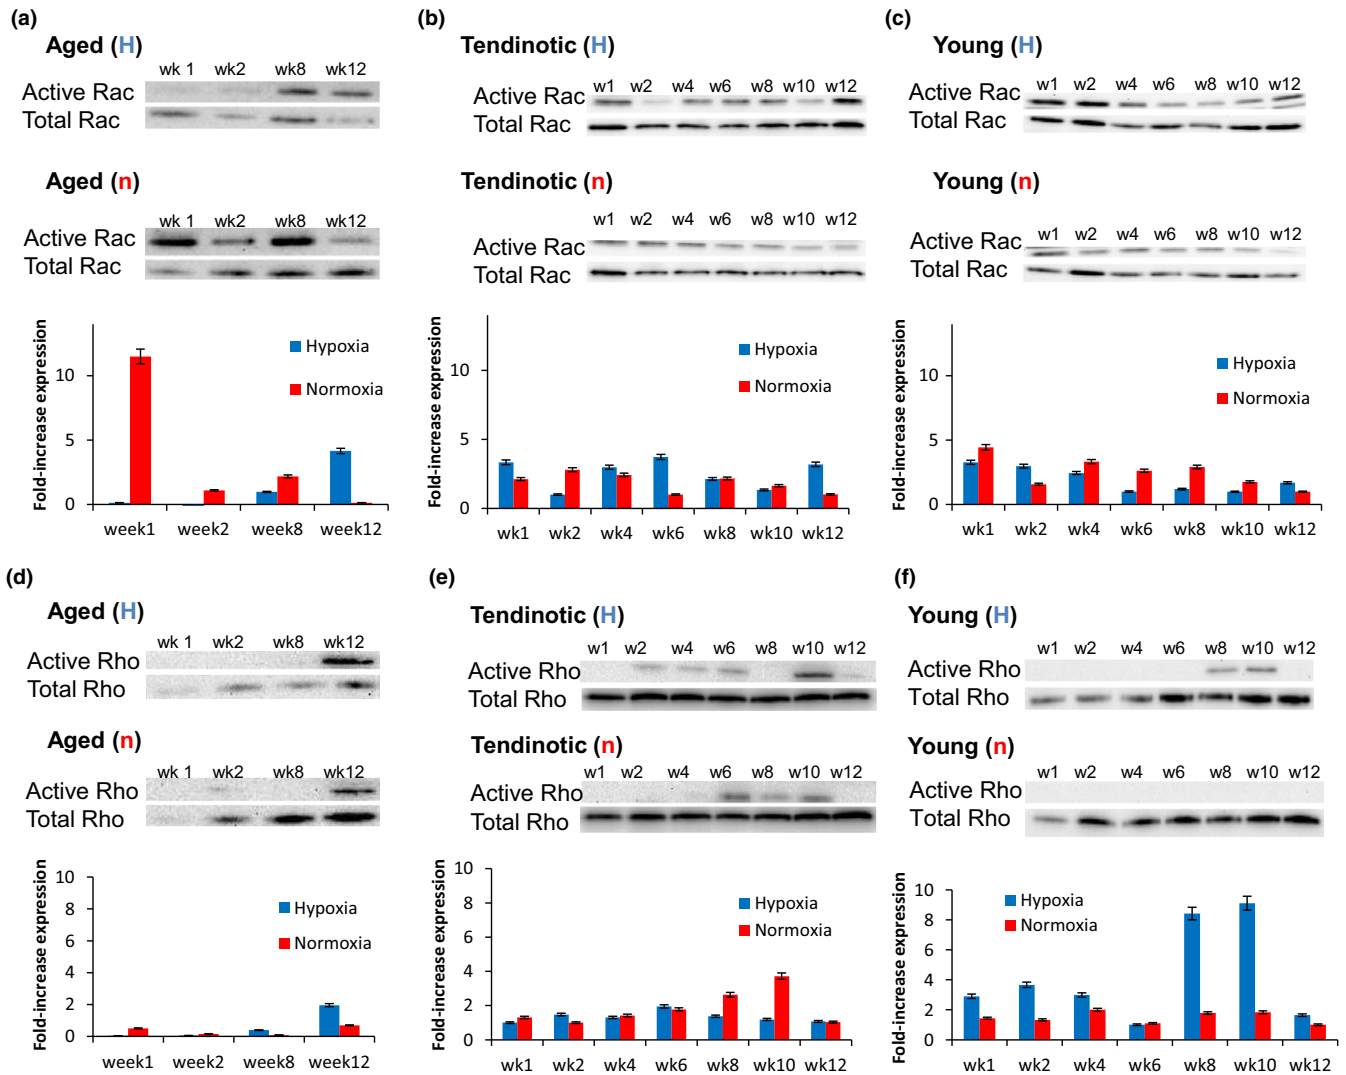 (a)
Aged (H)
wk 1 wk2 wk8 wk12
Active Rac
Total Rac
Aged (n)
wk 1 wk2 wk8 wk12
Active Rac
Total Rac
Fold-increase expression
10
5
0
Hypoxia
Normoxia
week1 week2 week8 week12
(b)
Tendinotic (H)
w1 w2 w4 w6 w8 w10 w12
Active Rac
Total Rac
Tendinotic (n)
w1 w2 w4 w6 w8 w10 w12
Active Rac
Total Rac
Fold-increase expression
10
5
0
Hypoxia
Normoxia
wk1 wk2 wk4 wk6 wk8 wk10 wk12
(c)
Young (H)
w1 w2 w4 w6 w8 w10 w12
Active Rac
Total Rac
Young (n)
w1 w2 w4 w6 w8 w10 w12
Active Rac
Total Rac
Fold-increase expression
10
5
0
Hypoxia
Normoxia
wk1 wk2 wk4 wk6 wk8 wk10 wk12
(d)
Aged (H)
wk 1 wk2 wk8 wk12
Active Rho
Total Rho
Aged (n)
wk 1 wk2 wk8 wk12
Active Rho
Total Rho
Fold-increase expression
10
8
6
4
2
0
Hypoxia
Normoxia
week1 week2 week8 week12
(e)
Tendinotic (H)
w1 w2 w4 w6 w8 w10 w12
Active Rho
Total Rho
Tendinotic (n)
w1 w2 w4 w6 w8 w10 w12
Active Rho
Total Rho
Fold-increase expression
10
8
6
4
2
0
Hypoxia
Normoxia
wk1 wk2 wk4 wk6 wk8 wk10 wk12
(f)
Young (H)
w1 w2 w4 w6 w8 w10 w12
Active Rho
Total Rho
Young (n)
w1 w2 w4 w6 w8 w10 w12
Active Rho
Total Rho
Fold-increase expression
10
8
6
4
2
0
Hypoxia
Normoxia
wk1 wk2 wk4 wk6 wk8 wk10 wk12